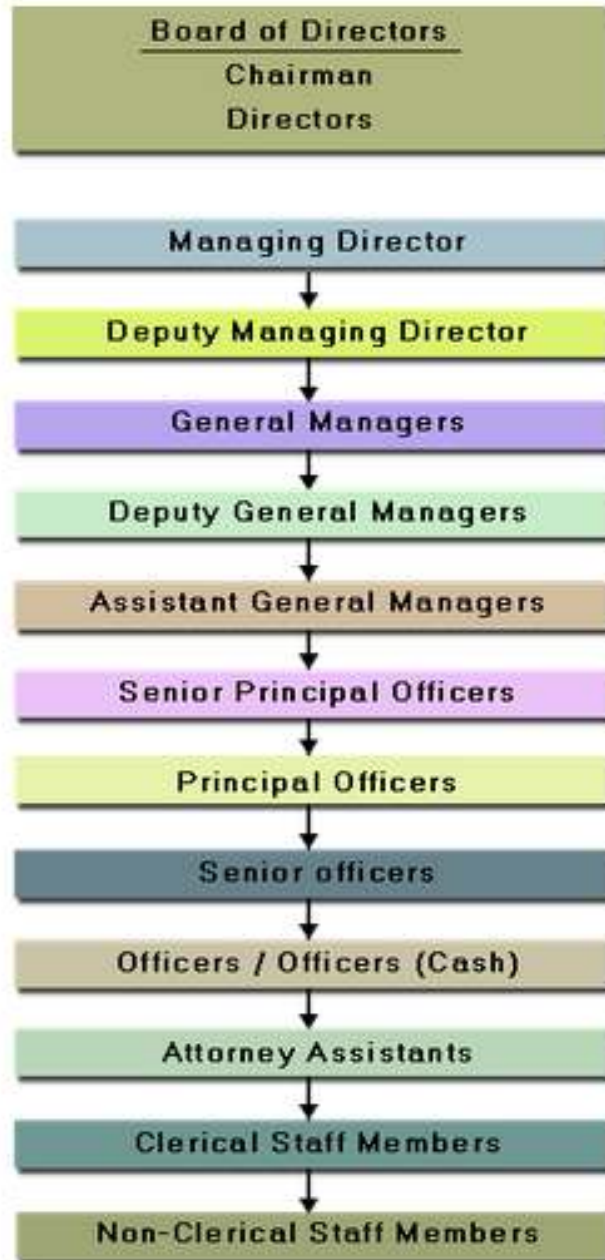 Board of Directors
Chairman
Directors
Managing Director
Deputy Managing Director
General Managers
Deputy General Managers
Assistant General Managers
Senior Principal Officers
Principal Officers
Senior officers
Officers / Officers (Cash)
Attorney Assistants
Clerical Staff Members
Non-Clerical Staff Members